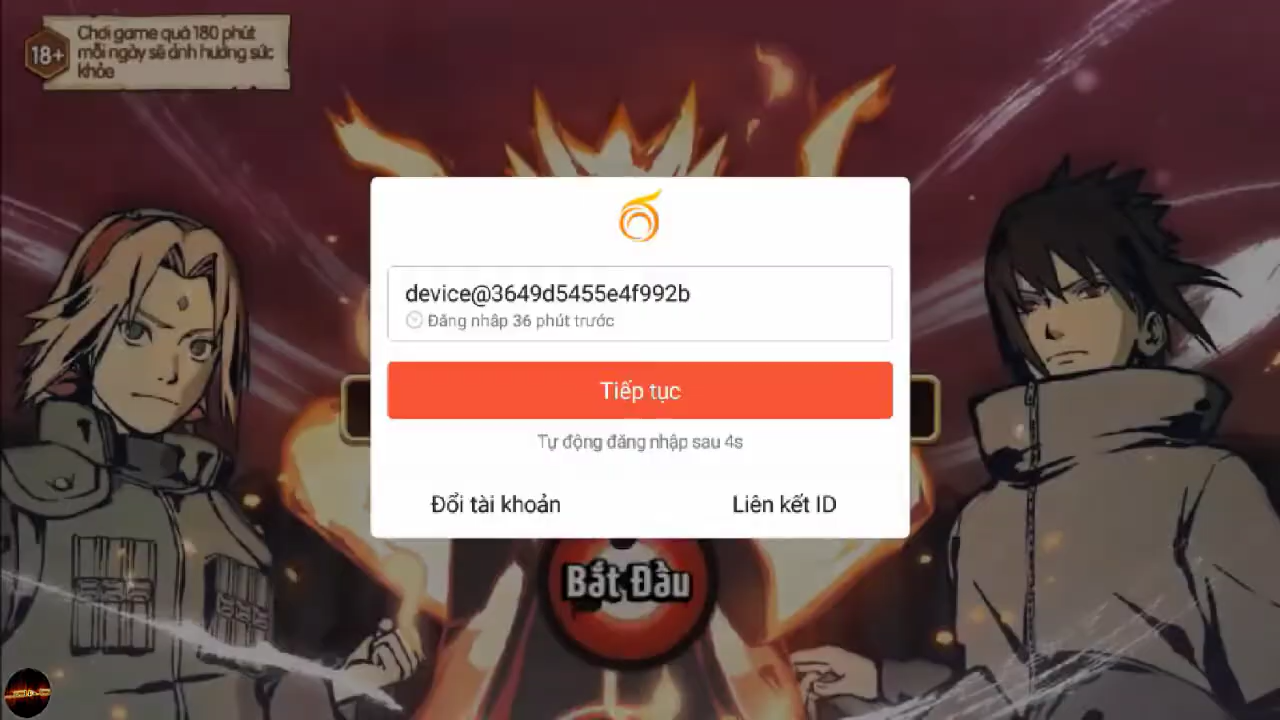 18+
Chơi game quá 180 phút
mỗi ngày sẽ ảnh hưởng sức
khỏe
device@3649d5455e4f992b
Đăng nhập 36 phút trước
Tiếp tục
Tự động đăng nhập sau 4s
Đổi tài khoản
Liên kết ID
Bắt Đầu